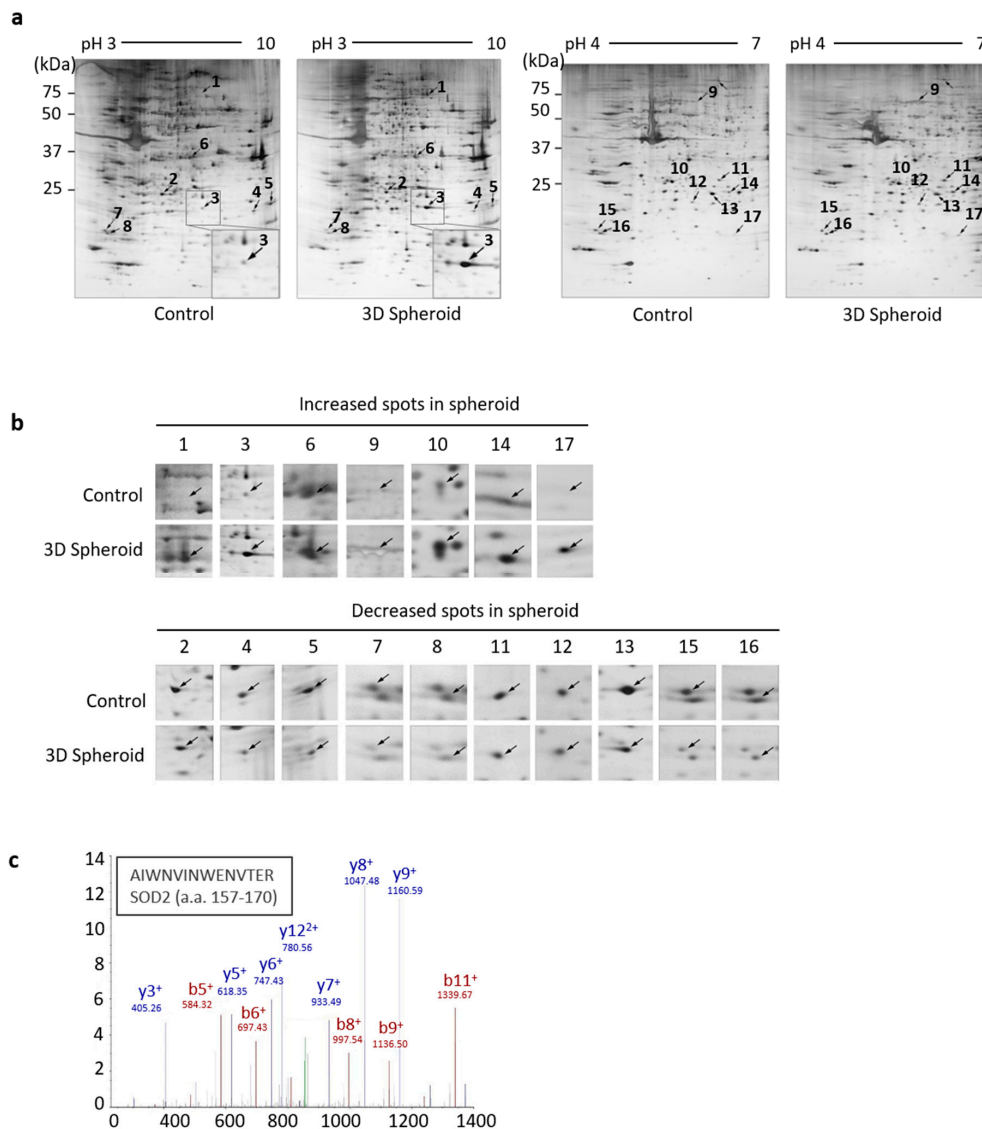 a
pH 3 10 pH 3 10 pH 4 7 pH 4 7
(kDa) (kDa)
75 1 1 75 9 9
50 50
37 6 6 37
25 2 3 4 5 2 3 4 5 25 10 11 12 14 10 11 12 14
7 13 17 13 17
8 3 7 8 3 15 16 15 16
Control 3D Spheroid Control 3D Spheroid
b
Increased spots in spheroid
1 3 6 9 10 14 17
Control
3D Spheroid
Decreased spots in spheroid
2 4 5 7 8 11 12 13 15 16
Control
3D Spheroid
c
AIWNVINWENVTER
SOD2 (a.a. 157-170)
14
12
10
8
6
4
2
0
y3+
405.26
b5+
584.32
y5+
618.35
b6+
697.43
y6+
747.43
y12²+
780.56
y7+
933.49
b8+
997.54
y8+
1047.48
b9+
1136.50
y9+
1160.59
b11+
1339.67
0 400 600 800 1000 1200 1400